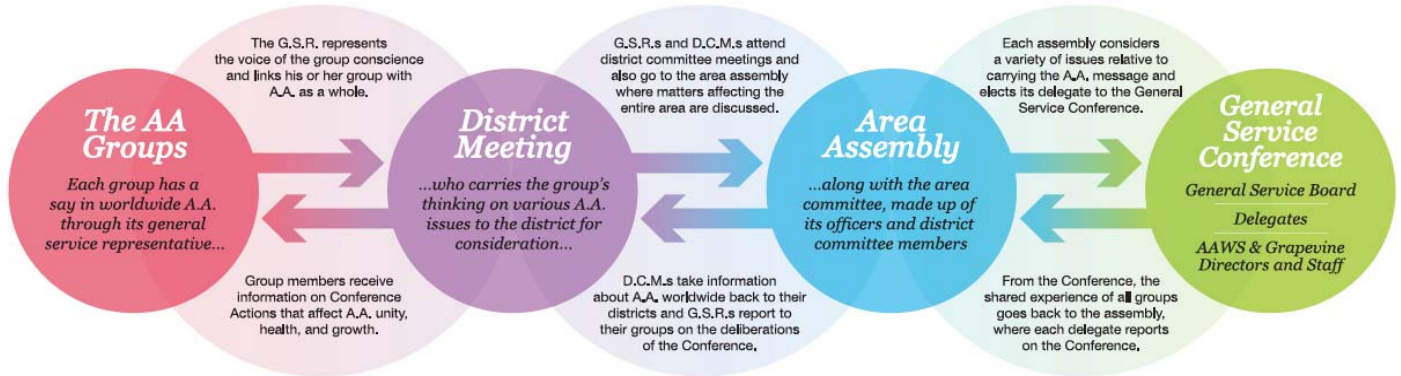 The G.S.R. represents
the voice of the group conscience
and links his or her group with
A.A. as a whole.
G.S.R.s and D.C.M.s attend
district committee meetings and
also go to the area assembly
where matters affecting the
entire area are discussed.
Each assembly considers
a variety of issues relative to
carrying the A.A. message and
elects its delegate to the General
Service Conference.
The AA
Groups
Each group has a
say in worldwide A.A.
through its general
service representative...
District
Meeting
...who carries the group's
thinking on various A.A.
issues to the district for
consideration...
Area
Assembly
...along with the area
committee, made up of
its officers and district
committee members
General
Service
Conference
General Service Board
Delegates
AAWS & Grapevine
Directors and Staff
Group members receive
information on Conference
Actions that affect A.A. unity,
health, and growth.
D.C.M.s take information
about A.A. worldwide back to their
districts and G.S.R.s report to
their groups on the deliberations
of the Conference.
From the Conference, the
shared experience of all groups
goes back to the assembly,
where each delegate reports
on the Conference.